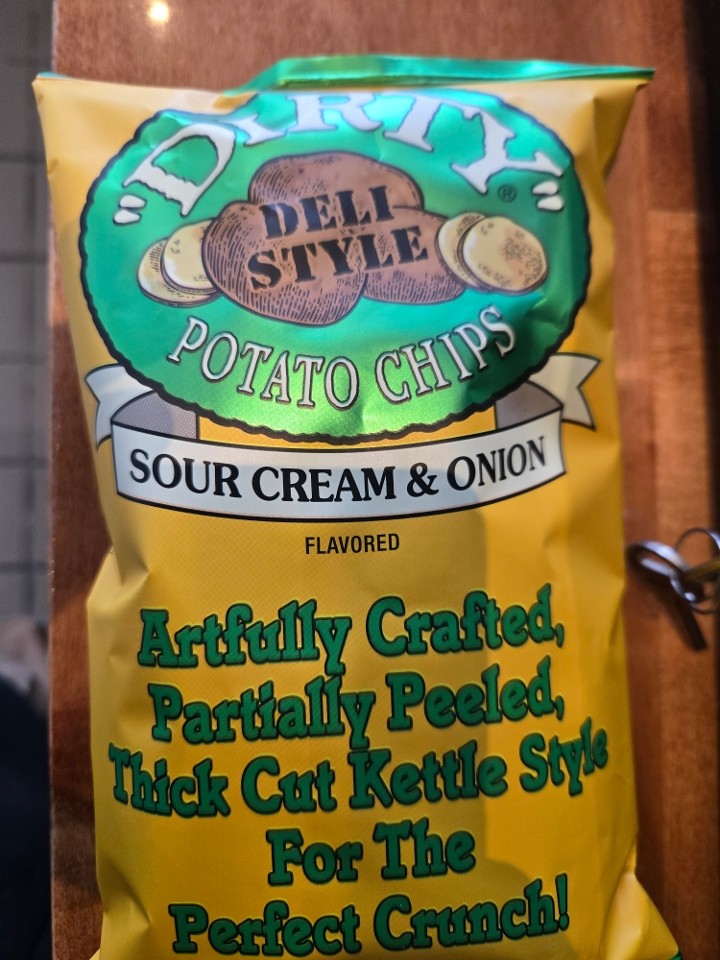 "DIRTY"®
DELI
STYLE
POTATO CHIPS
SOUR CREAM & ONION
FLAVORED
Artfully Crafted,
Partially Peeled,
Thick Cut Kettle Style
For The
Perfect Crunch!